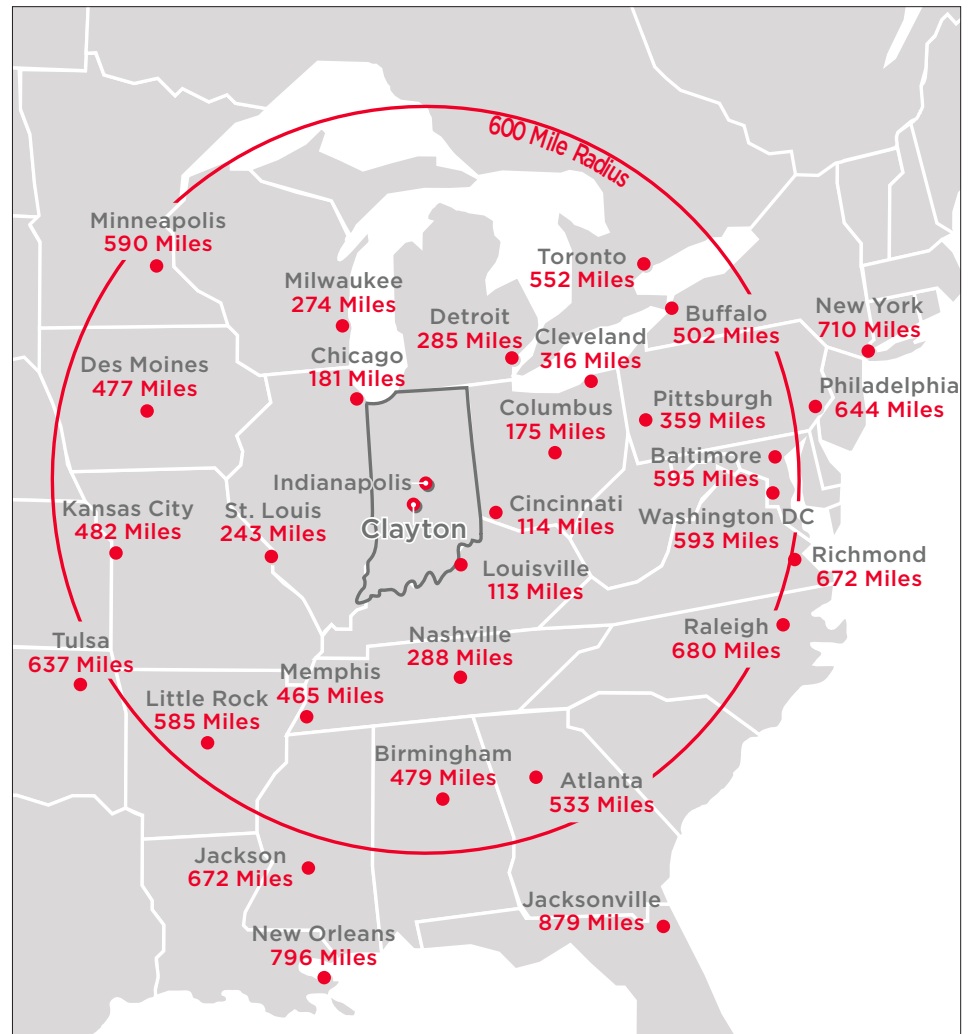 600 Mile Radius
Minneapolis
590 Miles
Toronto
552 Miles
Milwaukee
274 Miles
Detroit
285 Miles
Buffalo
502 Miles
New York
710 Miles
Cleveland
316 Miles
Chicago
181 Miles
Des Moines
477 Miles
Philadelphia
644 Miles
Columbus
175 Miles
Pittsburgh
359 Miles
Baltimore
595 Miles
Indianapolis
Clayton
Kansas City
482 Miles
St. Louis
243 Miles
Cincinnati
114 Miles
Washington DC
593 Miles
Richmond
672 Miles
Louisville
113 Miles
Tulsa
637 Miles
Nashville
288 Miles
Raleigh
680 Miles
Memphis
465 Miles
Little Rock
585 Miles
Birmingham
479 Miles
Atlanta
533 Miles
Jackson
672 Miles
Jacksonville
879 Miles
New Orleans
796 Miles